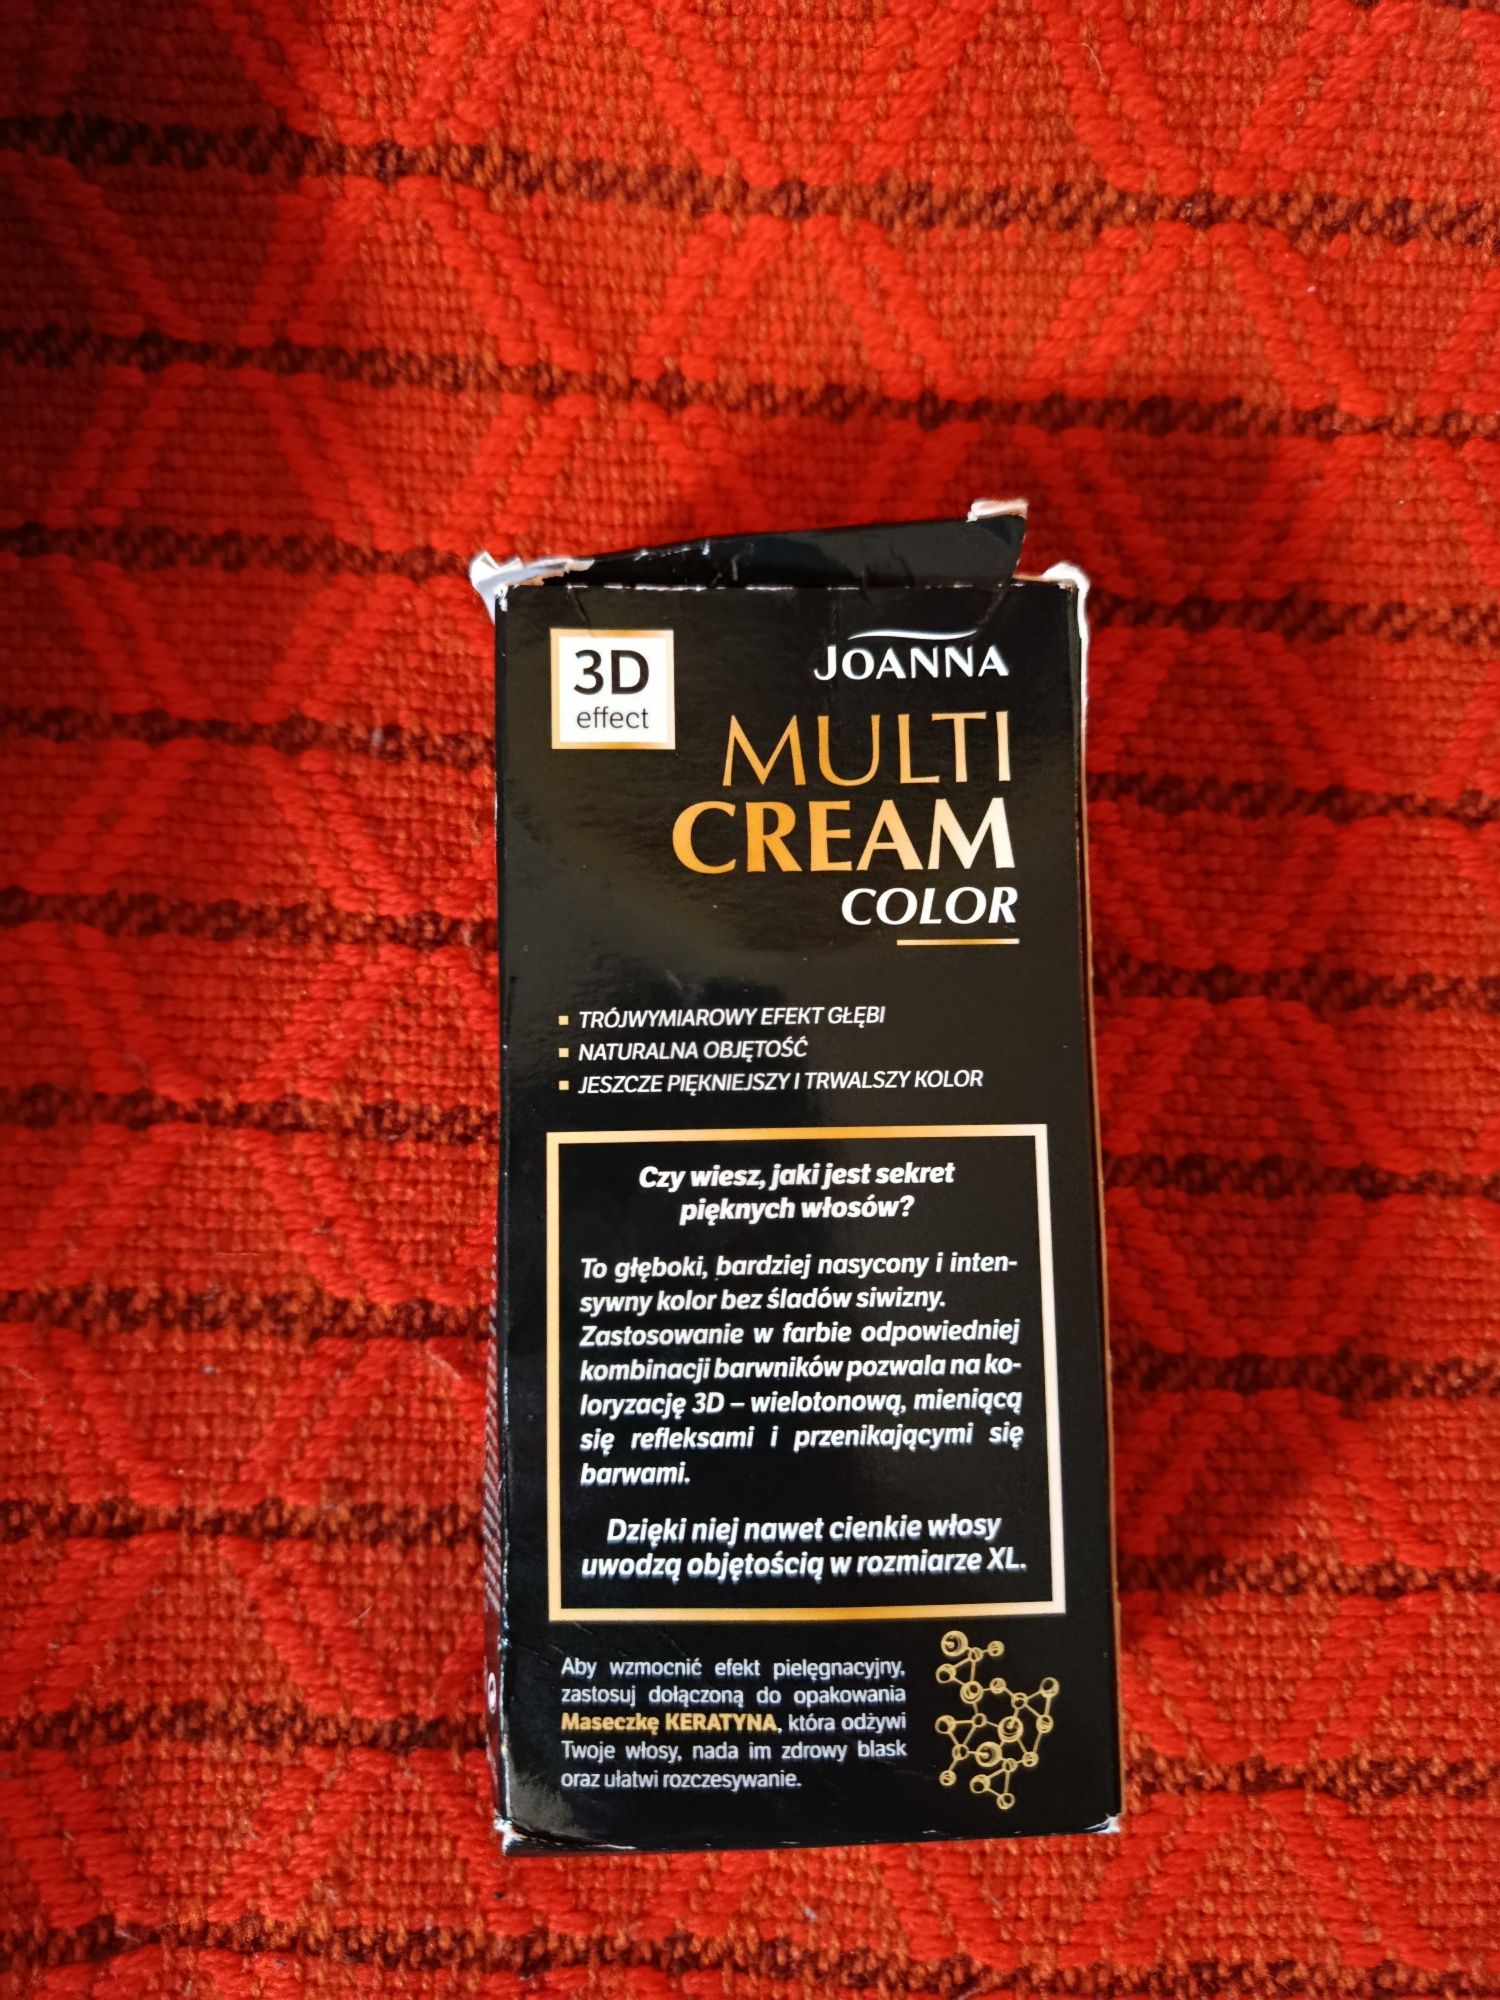 3D
effect
JOANNA
MULTI
CREAM
COLOR
TRÓJWYMIAROWY EFEKT GŁĘBI
NATURALNA OBJĘTOŚĆ
JESZCZE PIĘKNIEJSZY I TRWALSZY KOLOR
Czy wiesz, jaki jest sekret
pięknych włosów?
To głęboki, bardziej nasycony i inten-
sywny kolor bez śladów siwizny.
Zastosowanie w farbie odpowiedniej
kombinacji barwników pozwala na ko-
loryzację 3D – wielotonową, mieniącą
się refleksami i przenikającymi się
barwami.
Dzięki niej nawet cienkie włosy
uwodzą objętością w rozmiarze XL.
Aby wzmocnić efekt pielęgnacyjny,
zastosuj dołączoną do opakowania
Maseczkę KERATYNA, która odżywi
Twoje włosy, nada im zdrowy blask
oraz ułatwi rozczesywanie.